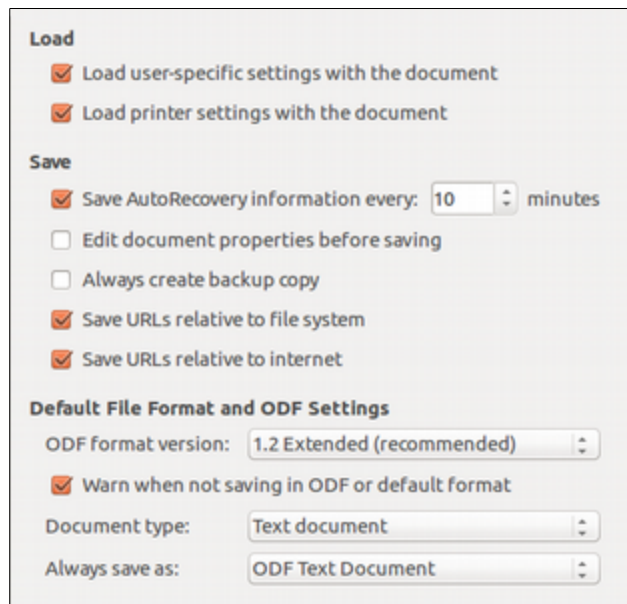 Load
Load user-specific settings with the document
Load printer settings with the document
Save
Save AutoRecovery information every: 10 minutes
Edit document properties before saving
Always create backup copy
Save URLs relative to file system
Save URLs relative to internet
Default File Format and ODF Settings
ODF format version: 1.2 Extended (recommended)
Warn when not saving in ODF or default format
Document type: Text document
Always save as: ODF Text Document